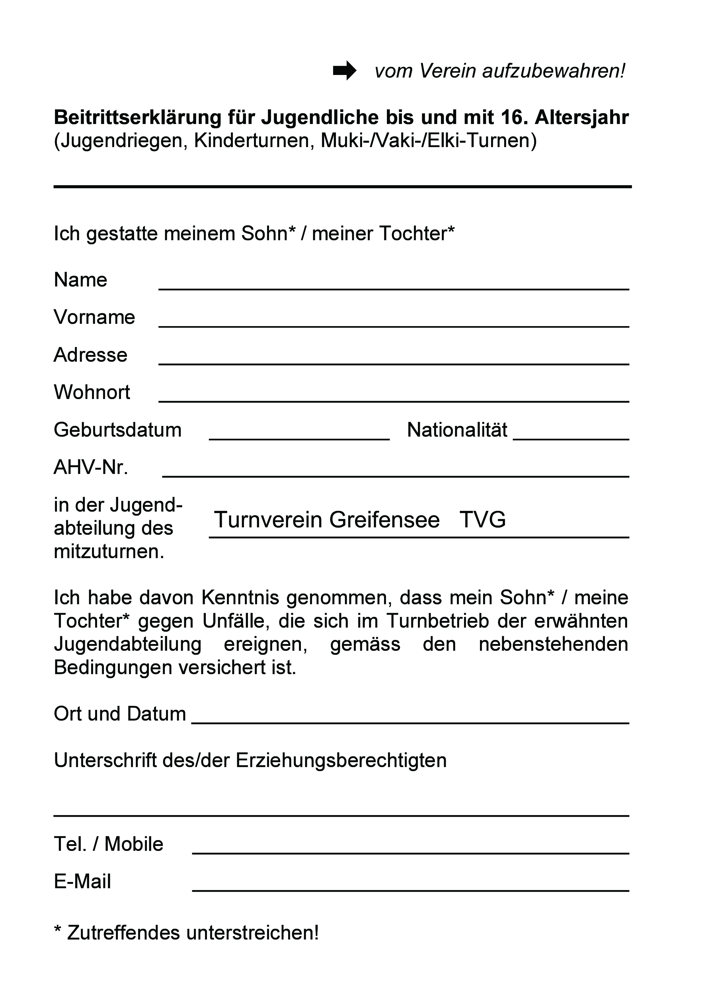 vom Verein aufzubewahren!
Beitrittserklärung für Jugendliche bis und mit 16. Altersjahr
(Jugendriegen, Kinderturnen, Muki-/Vaki-/Elki-Turnen)
Ich gestatte meinem Sohn* / meiner Tochter*
Name
Vorname
Adresse
Wohnort
Geburtsdatum Nationalität
AHV-Nr.
in der Jugend-
abteilung des
Turnverein Greifensee TVG
mitzuturnen.
Ich habe davon Kenntnis genommen, dass mein Sohn* / meine
Tochter* gegen Unfälle, die sich im Turnbetrieb der erwähnten
Jugendabteilung ereignen, gemäss den nebenstehenden
Bedingungen versichert ist.
Ort und Datum
Unterschrift des/der Erziehungsberechtigten
Tel. / Mobile
E-Mail
* Zutreffendes unterstreichen!